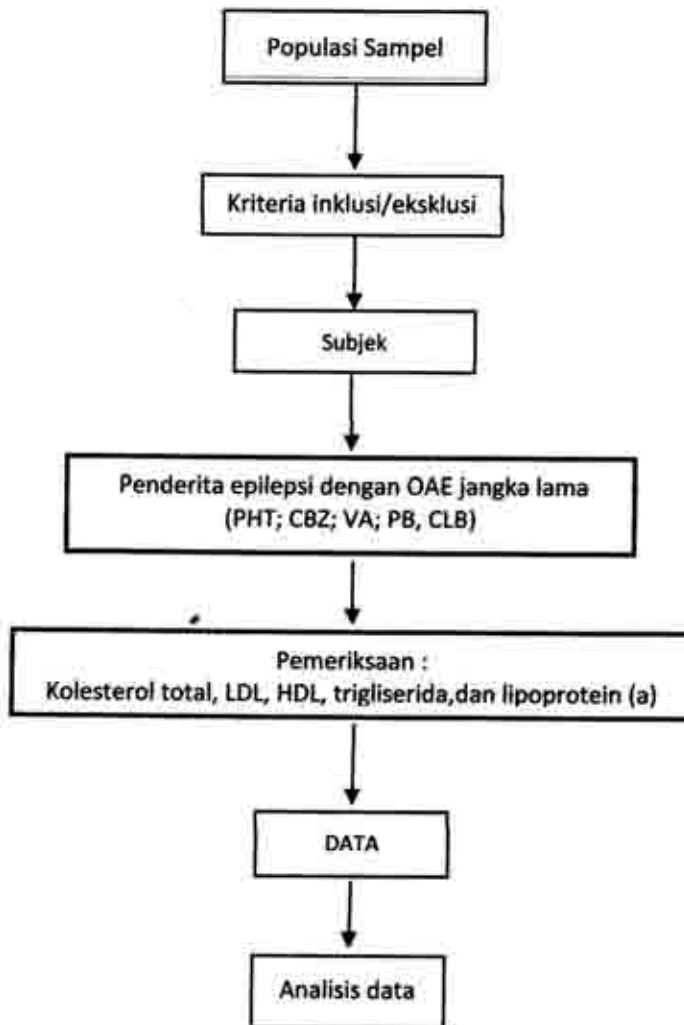 Populasi Sampel
Kriteria inklusi/eksklusi
Subjek
Penderita epilepsi dengan OAE jangka lama
(PHT; CBZ; VA; PB, CLB)
Pemeriksaan :
Kolesterol total, LDL, HDL, trigliserida,dan lipoprotein (a)
DATA
Analisis data